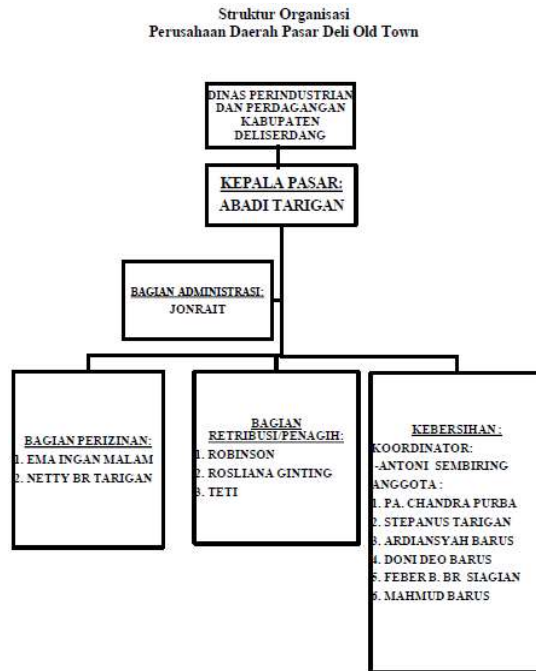 Struktur Organisasi
Perusahaan Daerah Pasar Deli Old Town
DINAS PERINDUSTRIAN
DAN PERDAGANGAN
KABUPATEN
DELISERDANG
KEPALA PASAR:
ABADI TARIGAN
BAGIAN ADMINISTRASI:
JONRAIT
BAGIAN PERIZINAN:
1. EMA INGAN MALAM
2. NETTY BR TARIGAN
BAGIAN
RETRIBUSI/PENAGIH:
1. ROBINSON
2. ROSLIANA GINTING
3. TETI
KEBERSIHAN :
KOORDINATOR:
-ANTONI SEMBIRING
ANGGOTA :
1. PA. CHANDRA PURBA
2. STEPANUS TARIGAN
3. ARDIANSYAH BARUS
4. DONI DEO BARUS
5. FEBER B. BR SIAGIAN
6. MAHMUD BARUS